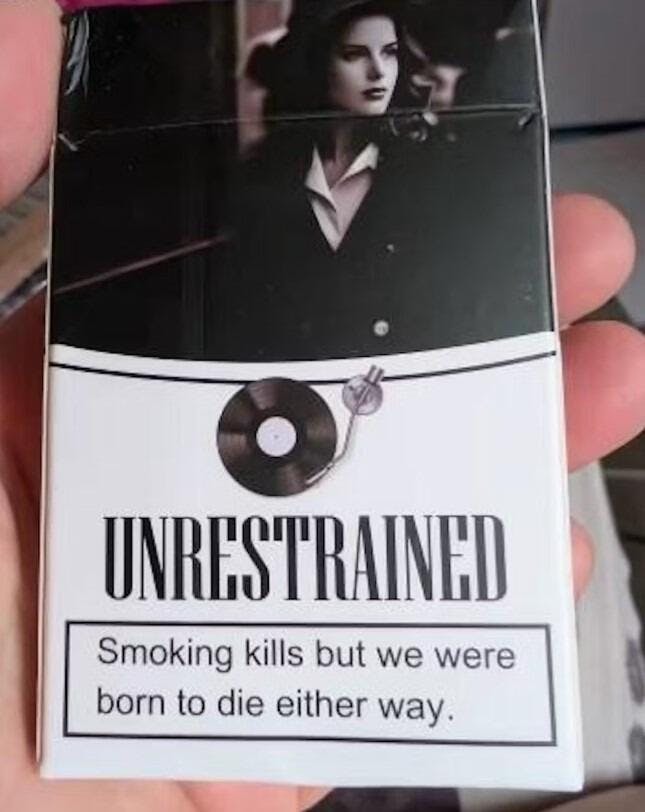 UNRESTRAINED
Smoking kills but we were
born to die either way.